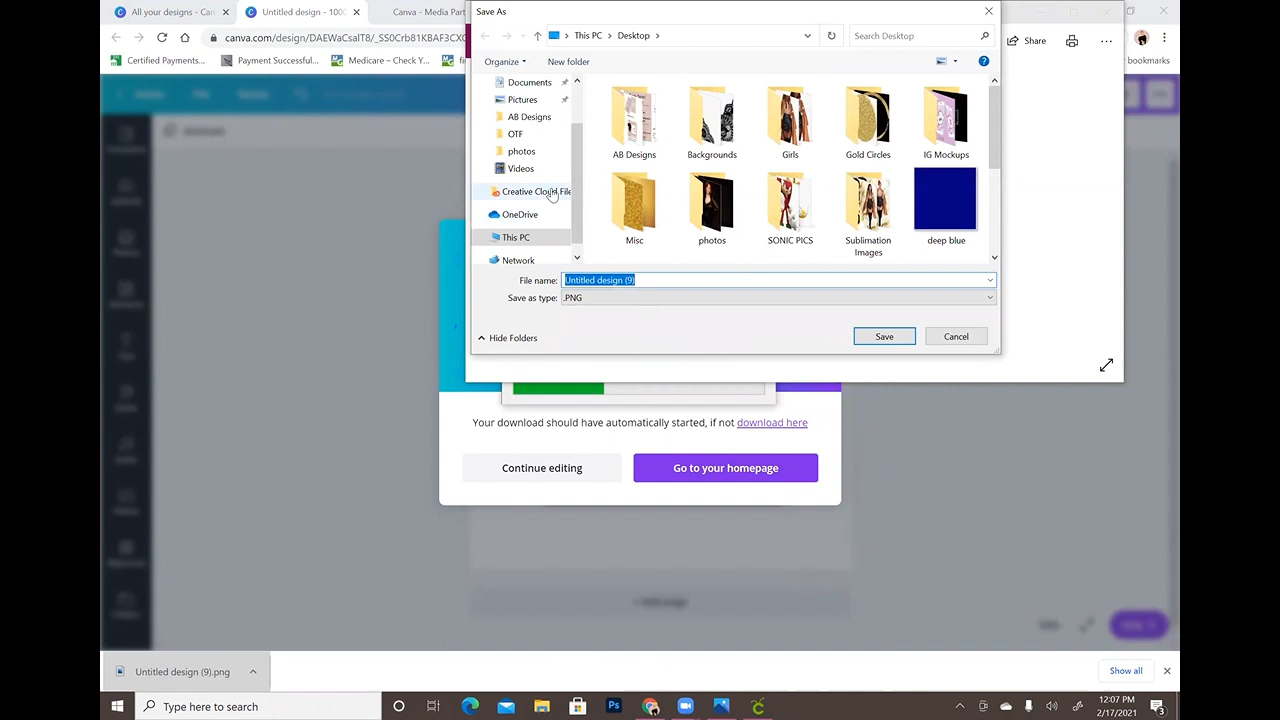 All your designs - Can
Untitled design - 100
Canva - Media Part
canva.com/design/DAEWaCsaIT8/_SS0Crb81KBAF3CX
Certified Payments...
Payment Successful...
Medicare – Check Y...
bookmarks
Share
Save As
This PC
Desktop
Search Desktop
Organize
New folder
Documents
Pictures
AB Designs
OTF
photos
Videos
Creative Cloud File
OneDrive
This PC
Network
AB Designs
Backgrounds
Girls
Gold Circles
IG Mockups
Misc
photos
SONIC PICS
Sublimation
Images
deep blue
File name:
Untitled design (9)
Save as type:
.PNG
Hide Folders
Save
Cancel
Your download should have automatically started, if not download here
Continue editing
Go to your homepage
+ Add page
Untitled design (9).png
Show all
Type here to search
Ps
12:07 PM
2/17/2021
3